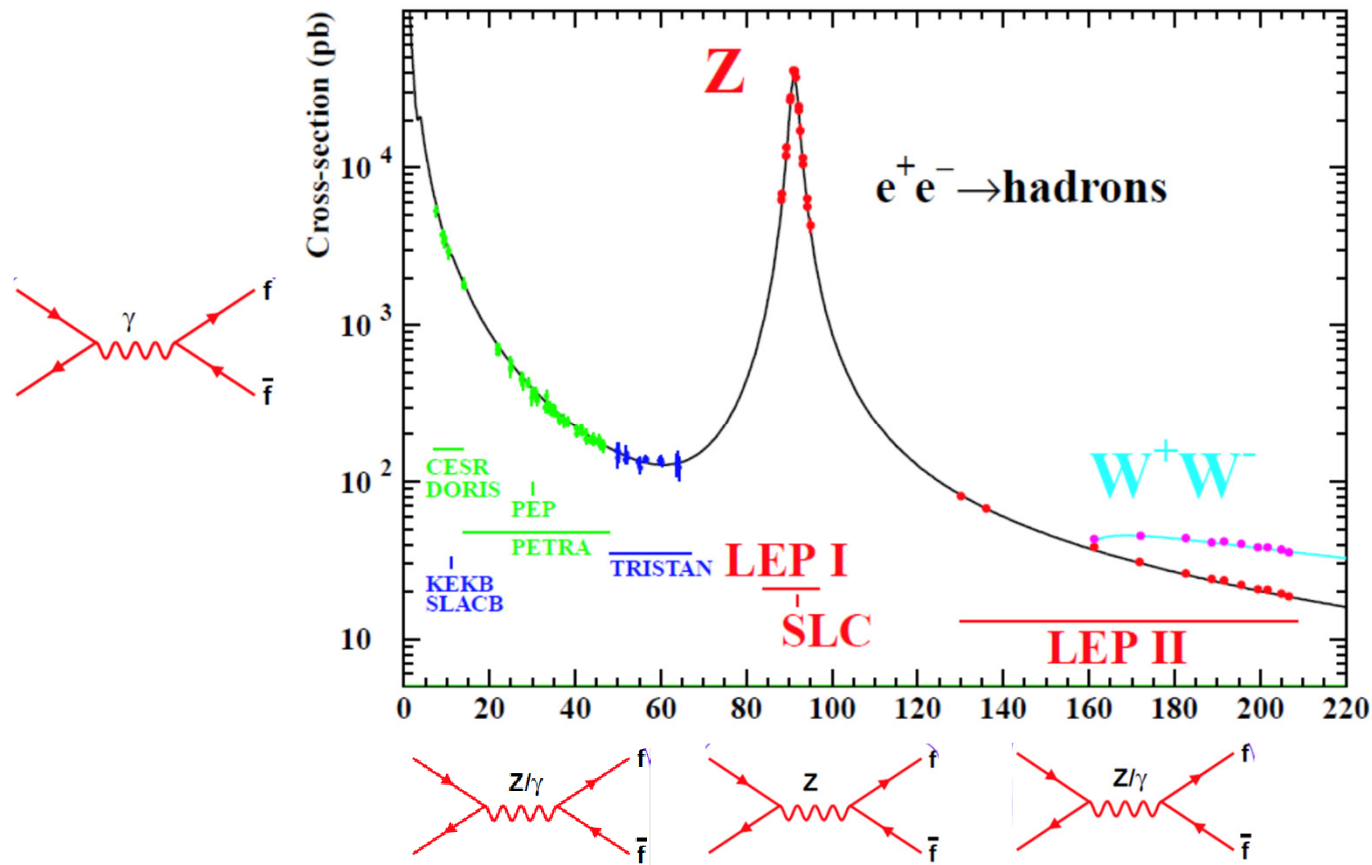 Cross-section (pb)
10⁴
10³
10²
10
Z
e⁺e⁻→hadrons
γ
f
f̄
CESR
DORIS
PEP
PETRA
KEKB
SLACB
TRISTAN
LEP I
SLC
W⁺W⁻
LEP II
0 20 40 60 80 100 120 140 160 180 200 220
Z/γ
f
f̄
Z
f
f̄
Z/γ
f
f̄